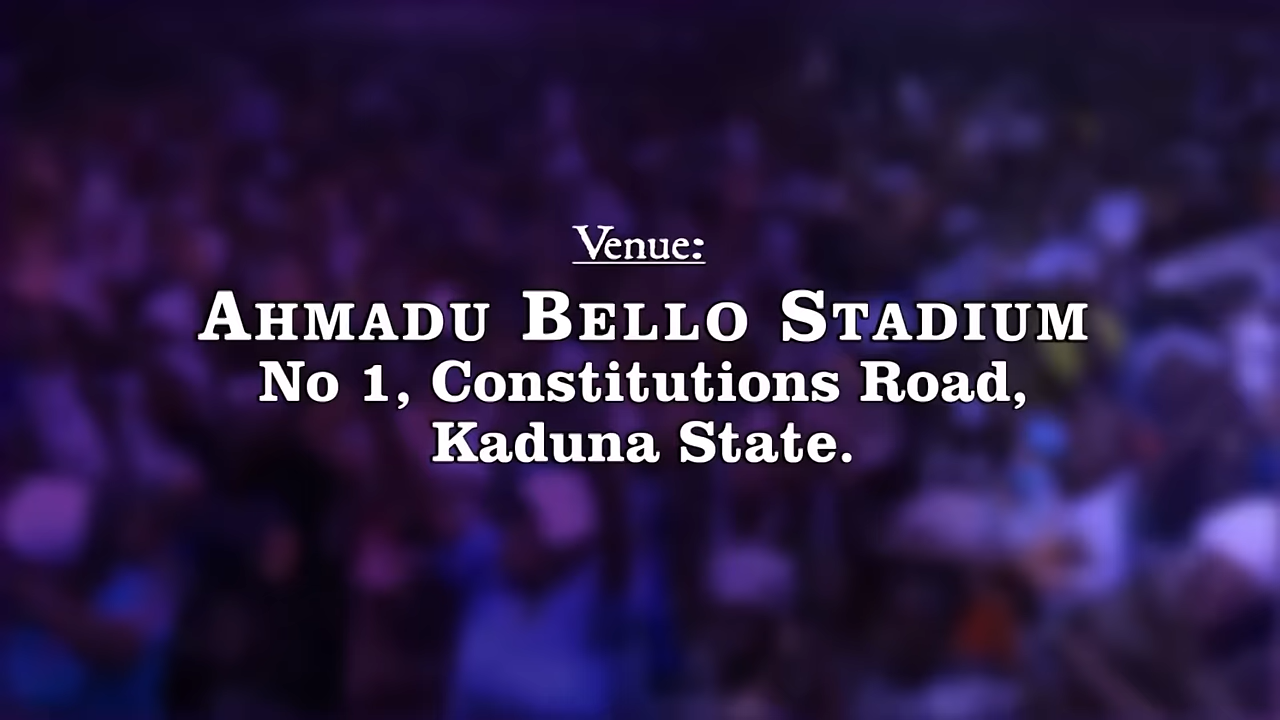 Venue:
Ahmadu Bello Stadium
No 1, Constitutions Road,
Kaduna State.